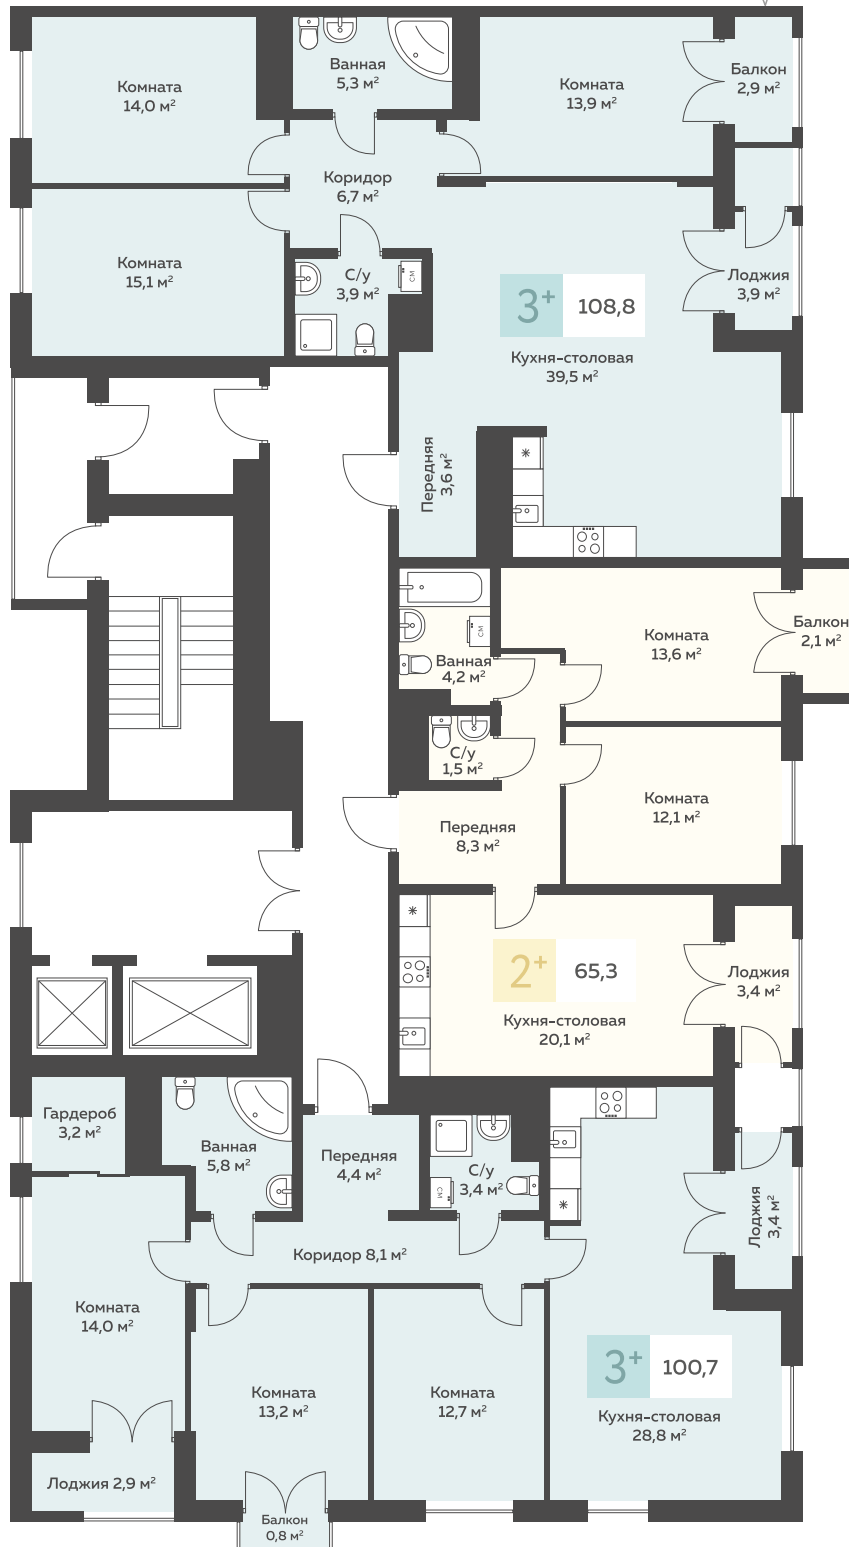 Комната
14,0 м²
Ванная
5,3 м²
Комната
13,9 м²
Балкон
2,9 м²
Коридор
6,7 м²
Комната
15,1 м²
С/у
3,9 м²
СМ
Лоджия
3,9 м²
3+ 108,8
Кухня-столовая
39,5 м²
Передняя
3,6 м²
Комната
13,6 м²
Балкон
2,1 м²
СМ
Ванная
4,2 м²
С/у
1,5 м²
Комната
12,1 м²
Передняя
8,3 м²
2+ 65,3
Кухня-столовая
20,1 м²
Лоджия
3,4 м²
Гардероб
3,2 м²
Ванная
5,8 м²
Передняя
4,4 м²
С/у
3,4 м²
СМ
Лоджия
3,4 м²
Коридор 8,1 м²
Комната
14,0 м²
Комната
13,2 м²
Комната
12,7 м²
3+ 100,7
Кухня-столовая
28,8 м²
Лоджия 2,9 м²
Балкон
0,8 м²